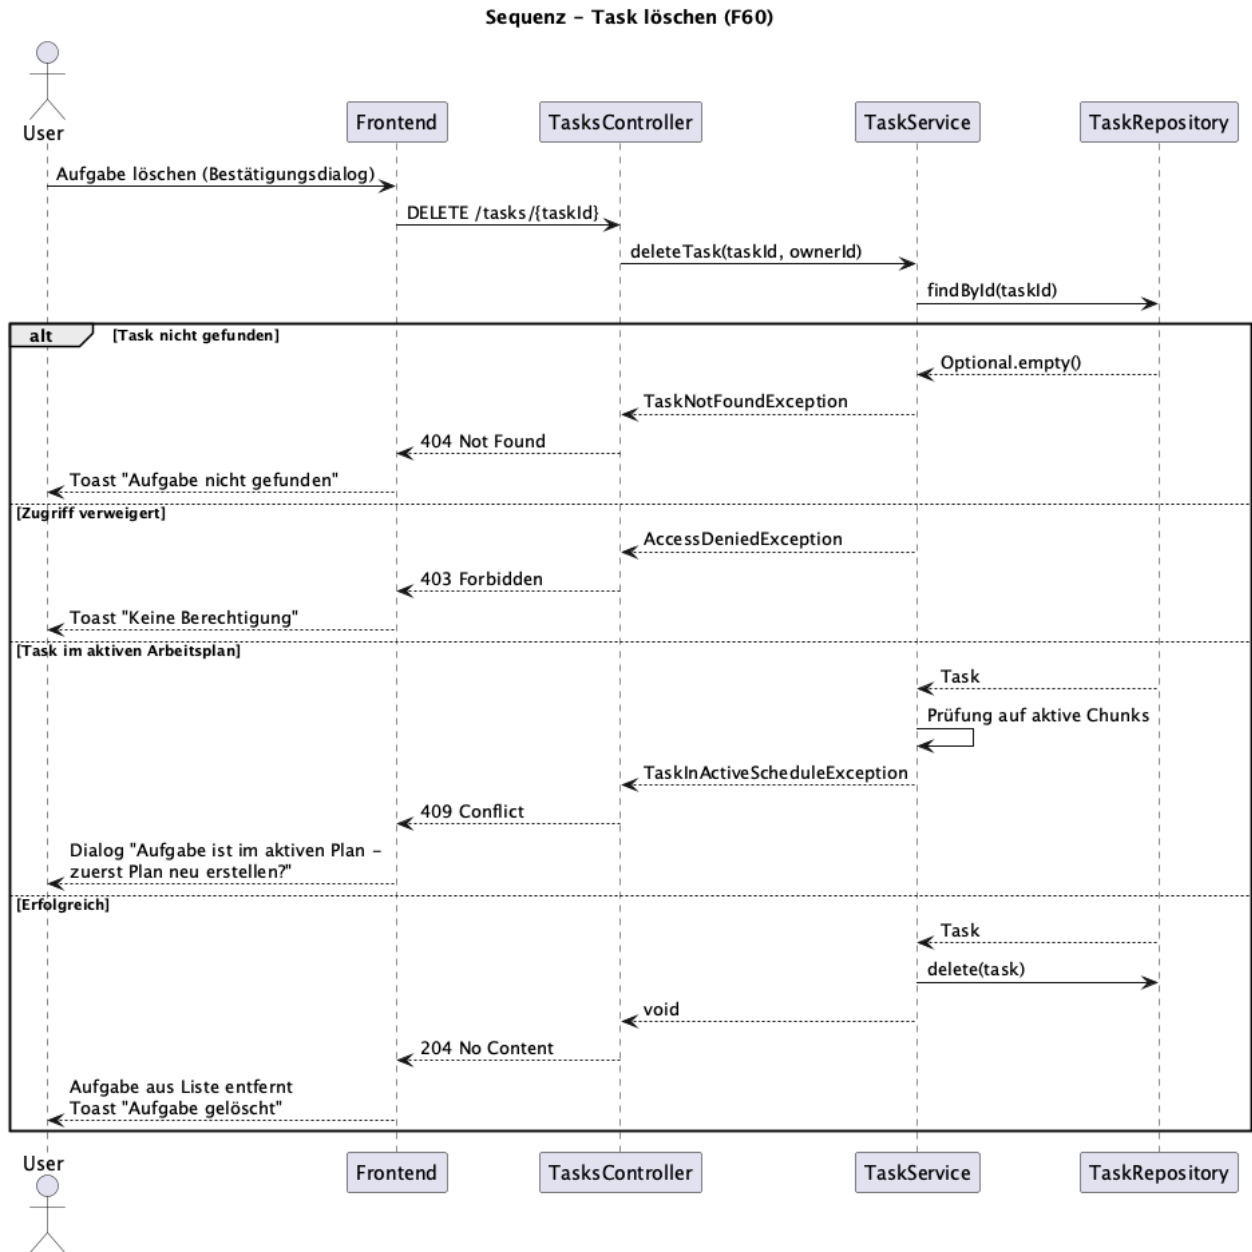 Sequenz – Task löschen (F60)
User
Frontend
TasksController
TaskService
TaskRepository
Aufgabe löschen (Bestätigungsdialog)
DELETE /tasks/{taskId}
deleteTask(taskId, ownerId)
findById(taskId)
alt
[Task nicht gefunden]
Optional.empty()
TaskNotFoundException
404 Not Found
Toast "Aufgabe nicht gefunden"
[Zugriff verweigert]
AccessDeniedException
403 Forbidden
Toast "Keine Berechtigung"
[Task im aktiven Arbeitsplan]
Task
Prüfung auf aktive Chunks
TaskInActiveScheduleException
409 Conflict
Dialog "Aufgabe ist im aktiven Plan –
zuerst Plan neu erstellen?"
[Erfolgreich]
Task
delete(task)
void
204 No Content
Aufgabe aus Liste entfernt
Toast "Aufgabe gelöscht"
User
Frontend
TasksController
TaskService
TaskRepository